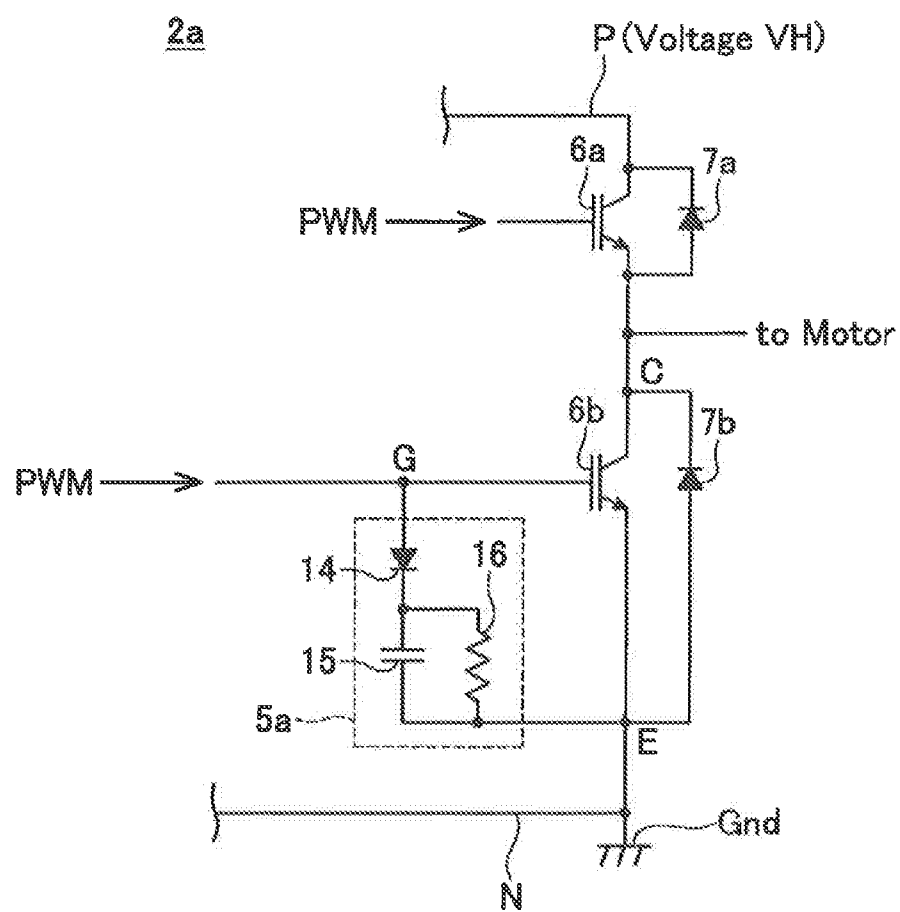 2a
P (Voltage VH)
6a
7a
PWM
to Motor
C
6b
7b
G
PWM
14
16
15
5a
E
Gnd
N